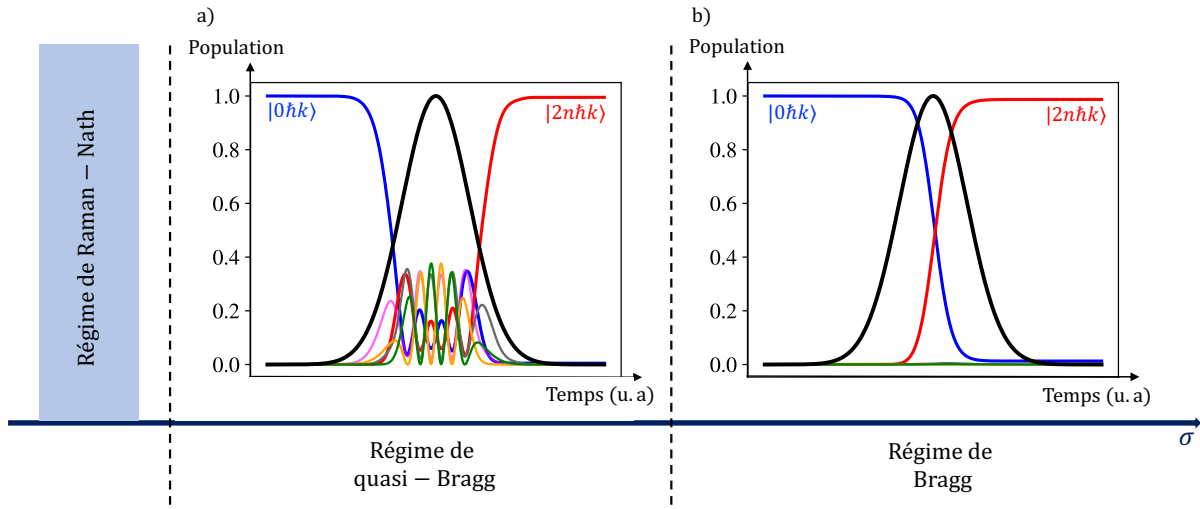 a)
Population
1.0
0.8
0.6
0.4
0.2
0.0
|0ħk⟩
|2nħk⟩
Temps (u. a)
b)
Population
1.0
0.8
0.6
0.4
0.2
0.0
|0ħk⟩
|2nħk⟩
Temps (u. a)
Régime de Raman − Nath
Régime de
quasi − Bragg
Régime de
Bragg
σ